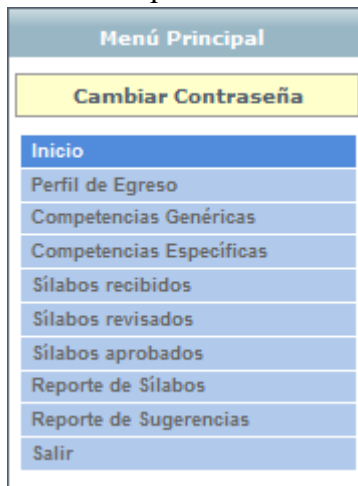 Menú Principal
Cambiar Contraseña
Inicio
Perfil de Egreso
Competencias Genéricas
Competencias Específicas
Sílabos recibidos
Sílabos revisados
Sílabos aprobados
Reporte de Sílabos
Reporte de Sugerencias
Salir